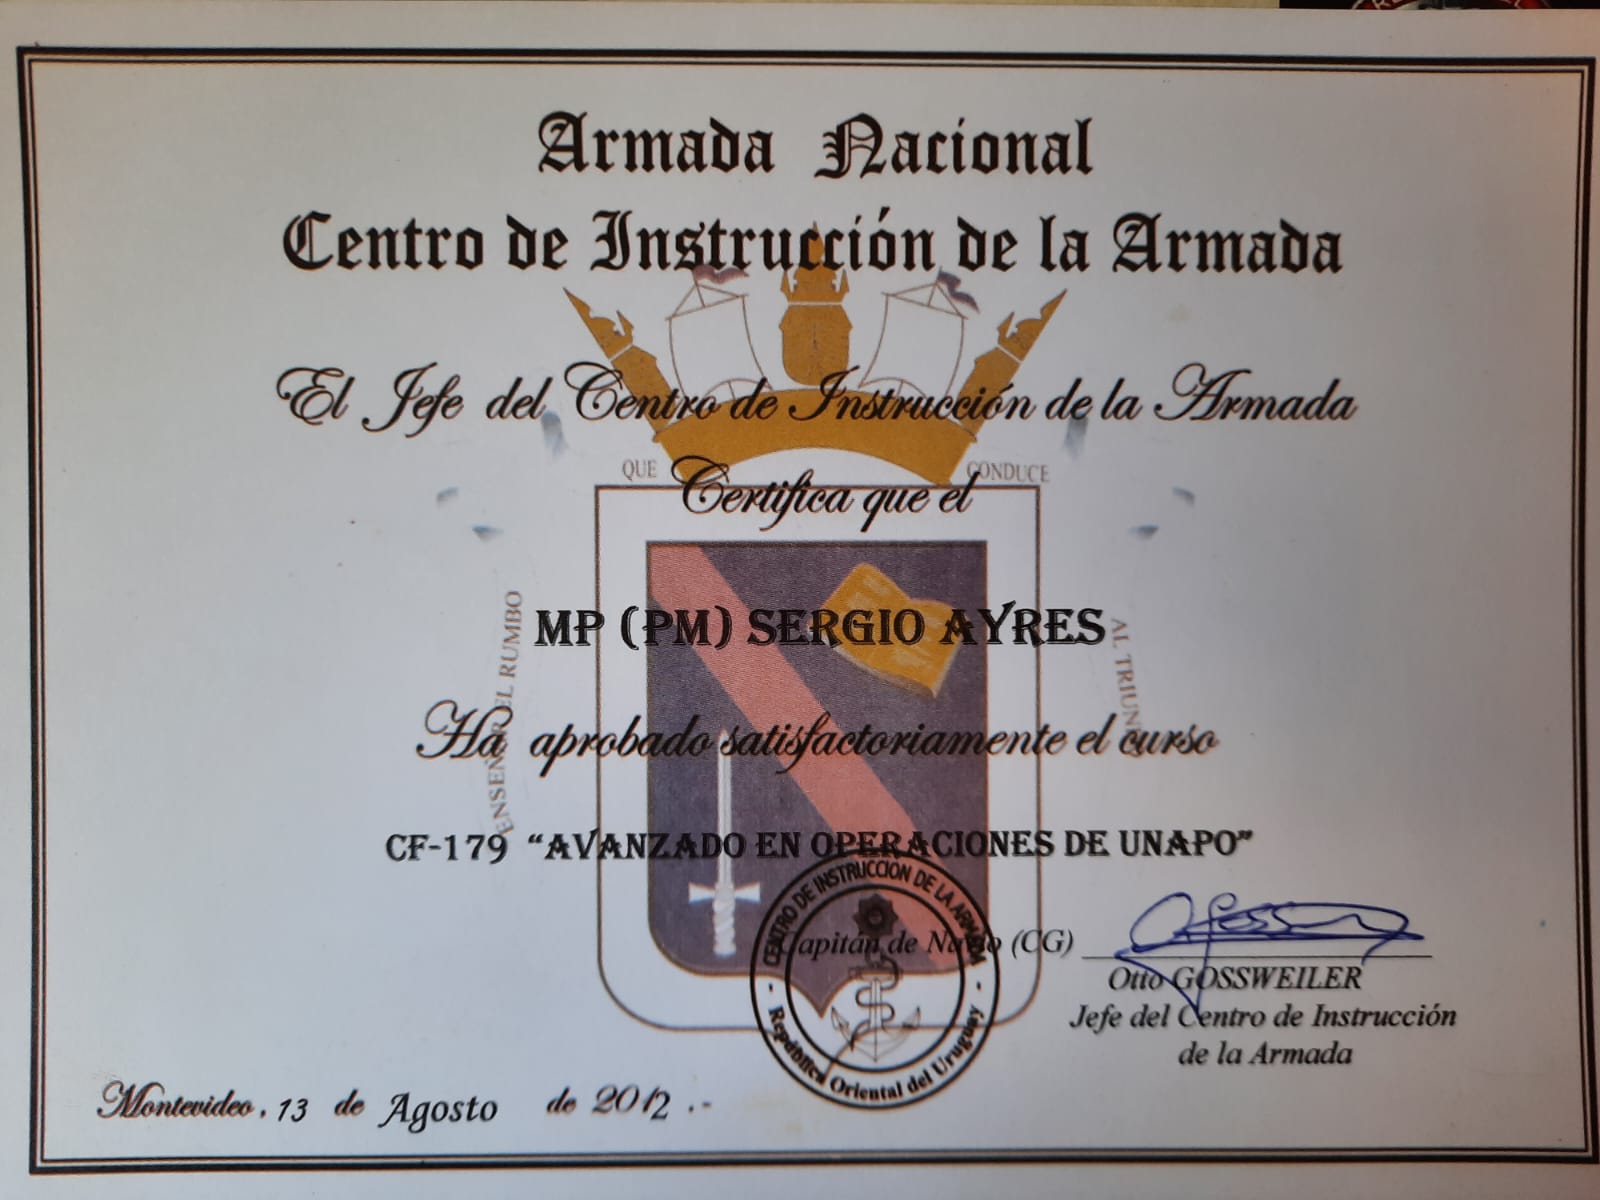 Armada Nacional
Centro de Instrucción de la Armada
El Jefe del Centro de Instrucción de la Armada
QUE CONDUCE
Certifica que el
MP (PM) SERGIO AYRES
ENSEÑAR EL RUMBO
AL TRIUN
Ha aprobado satisfactoriamente el curso
CF-179 “AVANZADO EN OPERACIONES DE UNAPO”
CENTRO DE INSTRUCCION DE LA ARMADA
- República Oriental del Uruguay -
Capitán de Navío (CG)
Otto GOSSWEILER
Jefe del Centro de Instrucción
de la Armada
Montevideo, 13 de Agosto de 2012 .-